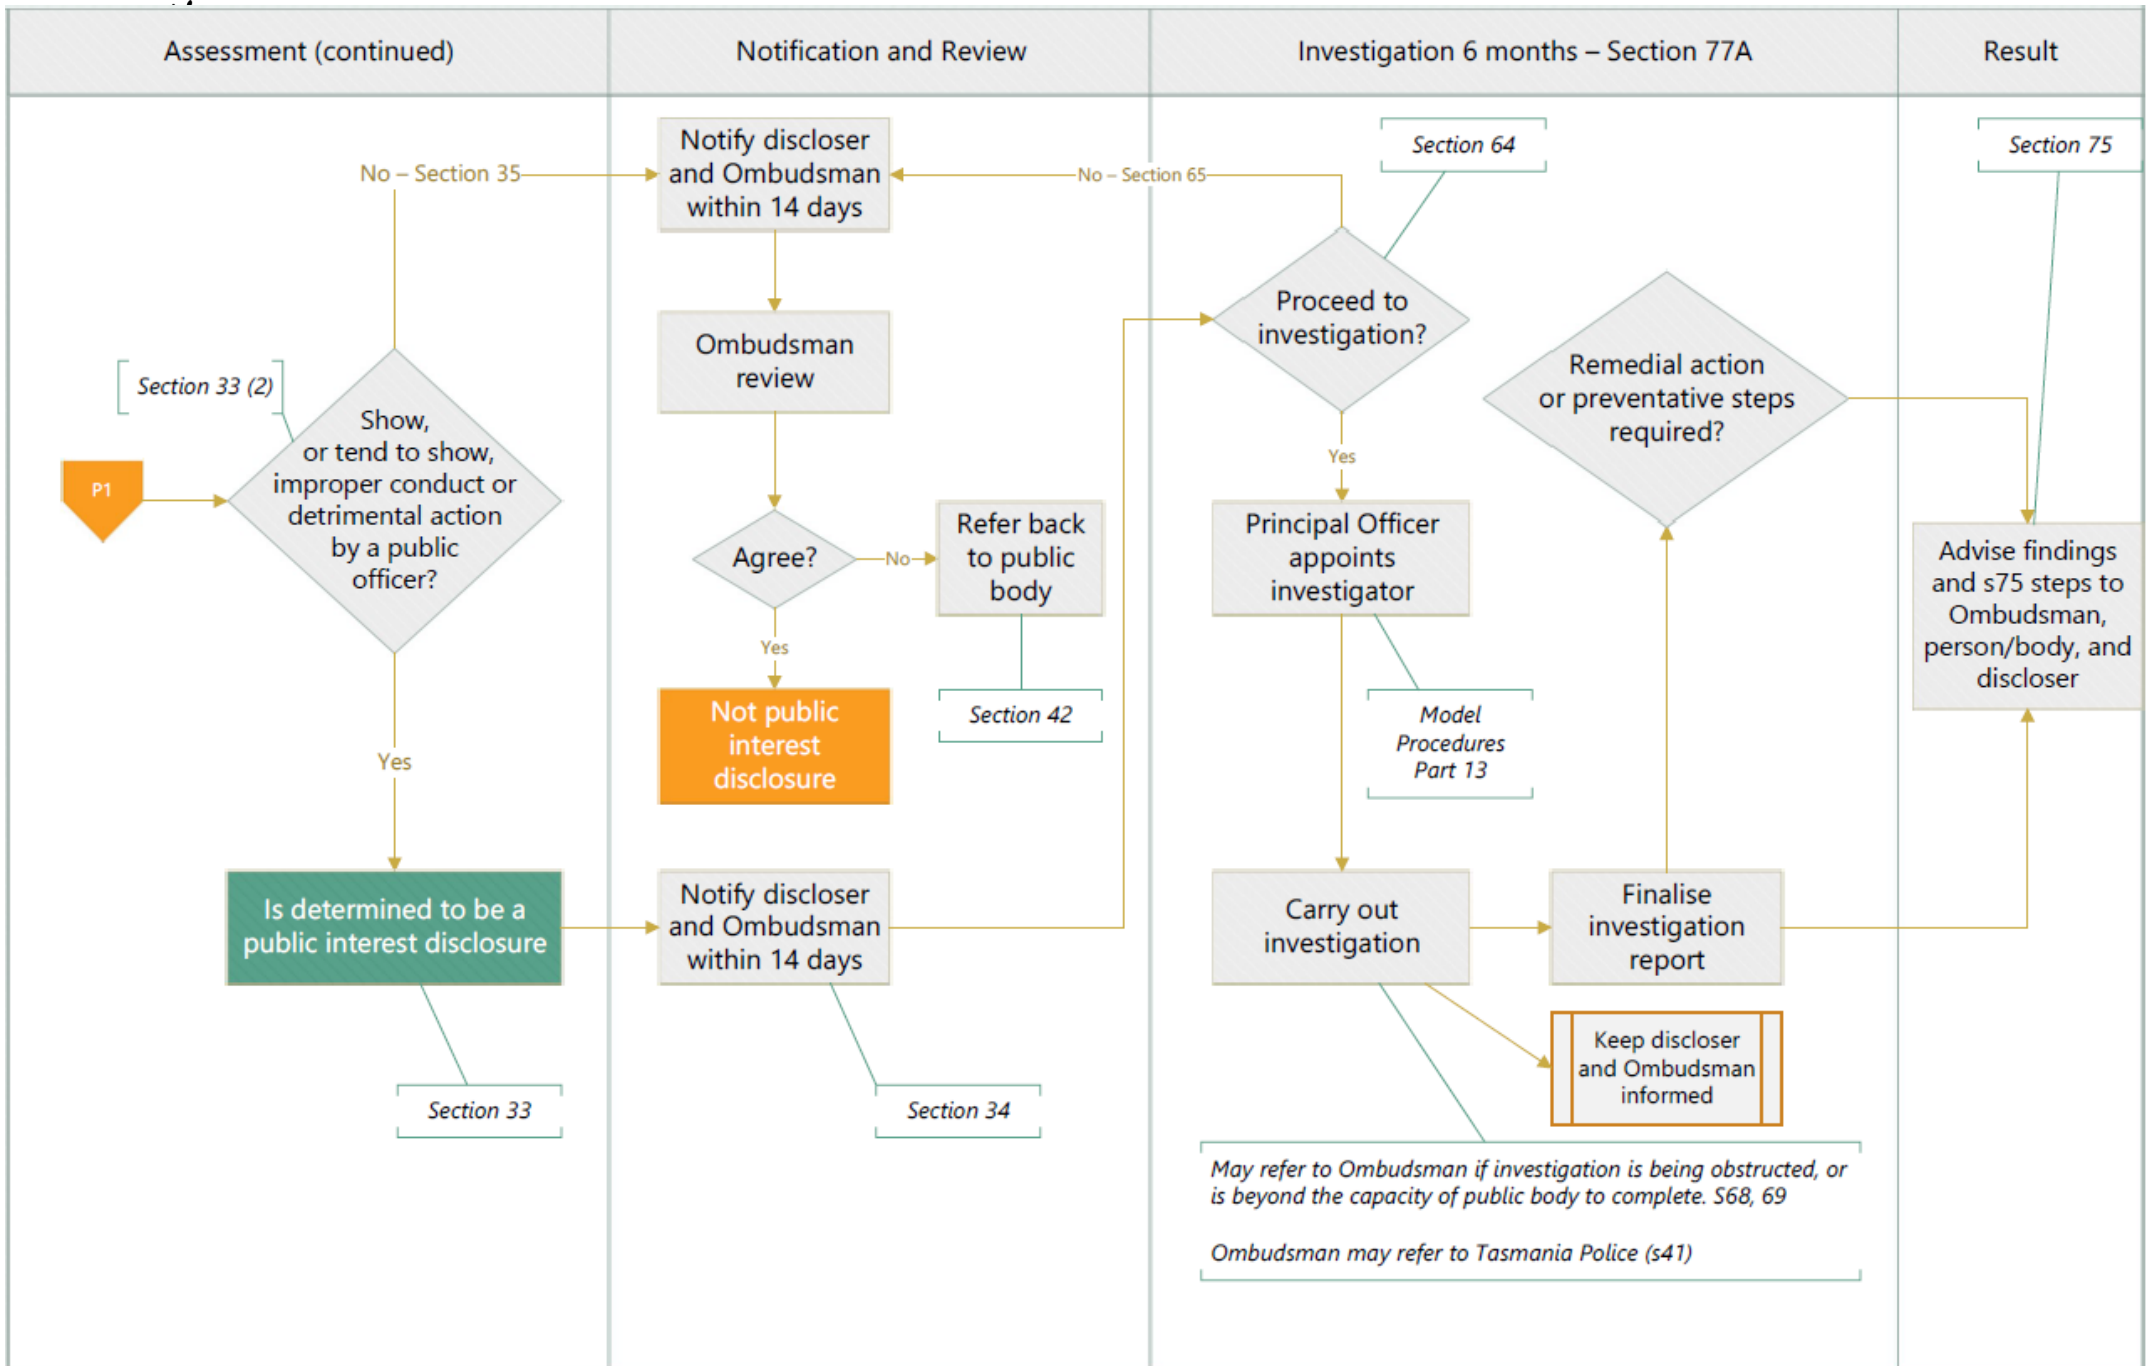 Assessment (continued)
Notification and Review
Investigation 6 months – Section 77A
Result
P1
Section 33 (2)
Show,
or tend to show,
improper conduct or
detrimental action
by a public
officer?
No – Section 35
Yes
Is determined to be a
public interest disclosure
Section 33
Notify discloser
and Ombudsman
within 14 days
Ombudsman
review
Agree?
No
Refer back
to public
body
Section 42
Yes
Not public
interest
disclosure
Notify discloser
and Ombudsman
within 14 days
Section 34
No – Section 65
Section 64
Proceed to
investigation?
Yes
Principal Officer
appoints
investigator
Model
Procedures
Part 13
Carry out
investigation
Finalise
investigation
report
Keep discloser
and Ombudsman
informed
May refer to Ombudsman if investigation is being obstructed, or
is beyond the capacity of public body to complete. S68, 69
Ombudsman may refer to Tasmania Police (s41)
Remedial action
or preventative steps
required?
Section 75
Advise findings
and s75 steps to
Ombudsman,
person/body, and
discloser